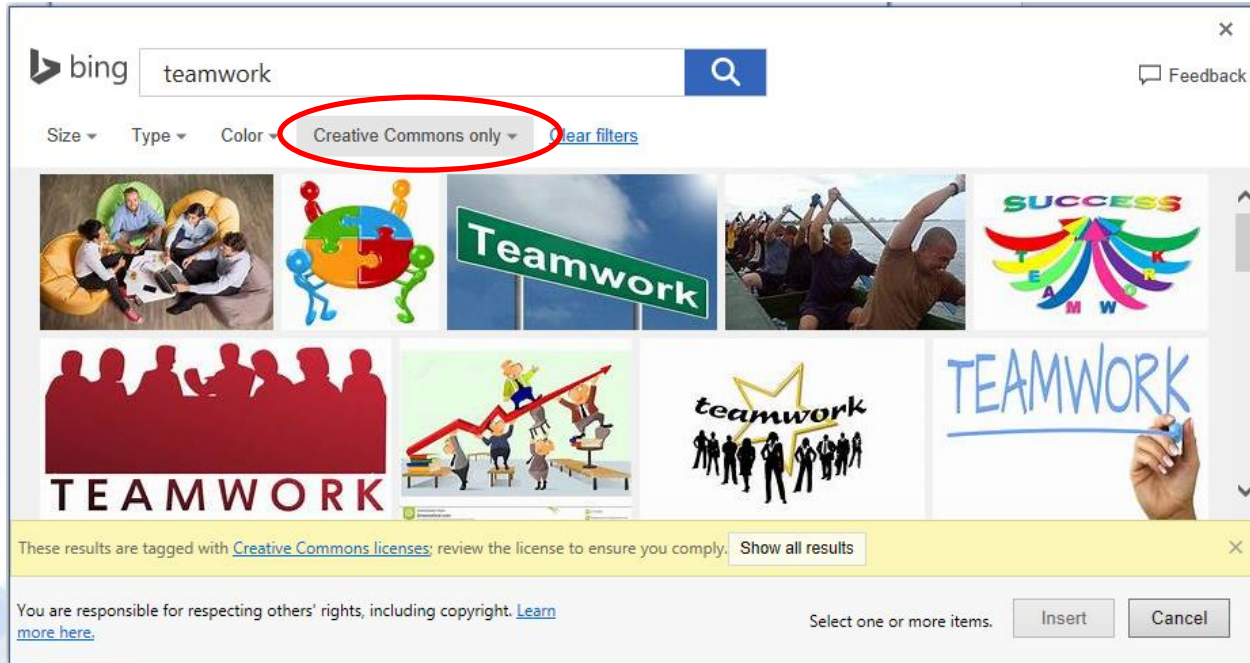 ×
bing
teamwork
Feedback
Size Type Color Creative Commons only Clear filters
Teamwork
SUCCESS
TEAMWORK
TEAMWORK
teamwork
TEAMWORK
These results are tagged with Creative Commons licenses; review the license to ensure you comply. Show all results ×
You are responsible for respecting others' rights, including copyright. Learn
more here.
Select one or more items. Insert Cancel